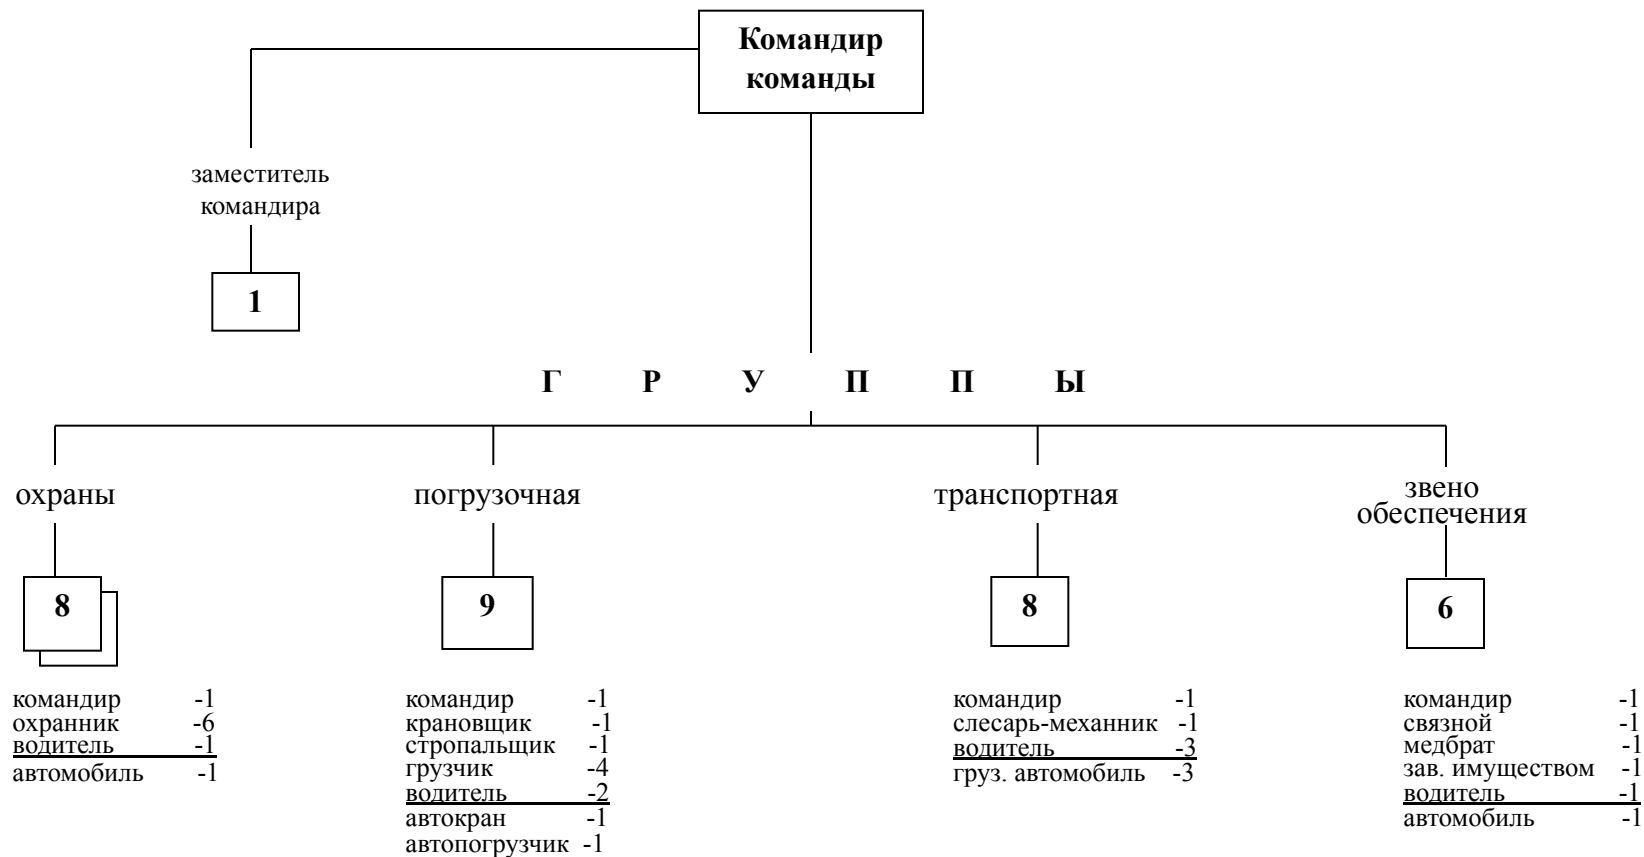 Командир
команды
заместитель
командира
1
Г Р У П П Ы
охраны
8
командир -1
охранник -6
водитель -1
автомобиль -1
погрузочная
9
командир -1
крановщик -1
стропальщик -1
грузчик -4
водитель -2
автокран -1
автопогрузчик -1
транспортная
8
командир -1
слесарь-механник -1
водитель -3
груз. автомобиль -3
звено
обеспечения
6
командир -1
связной -1
медбрат -1
зав. имуществом -1
водитель -1
автомобиль -1